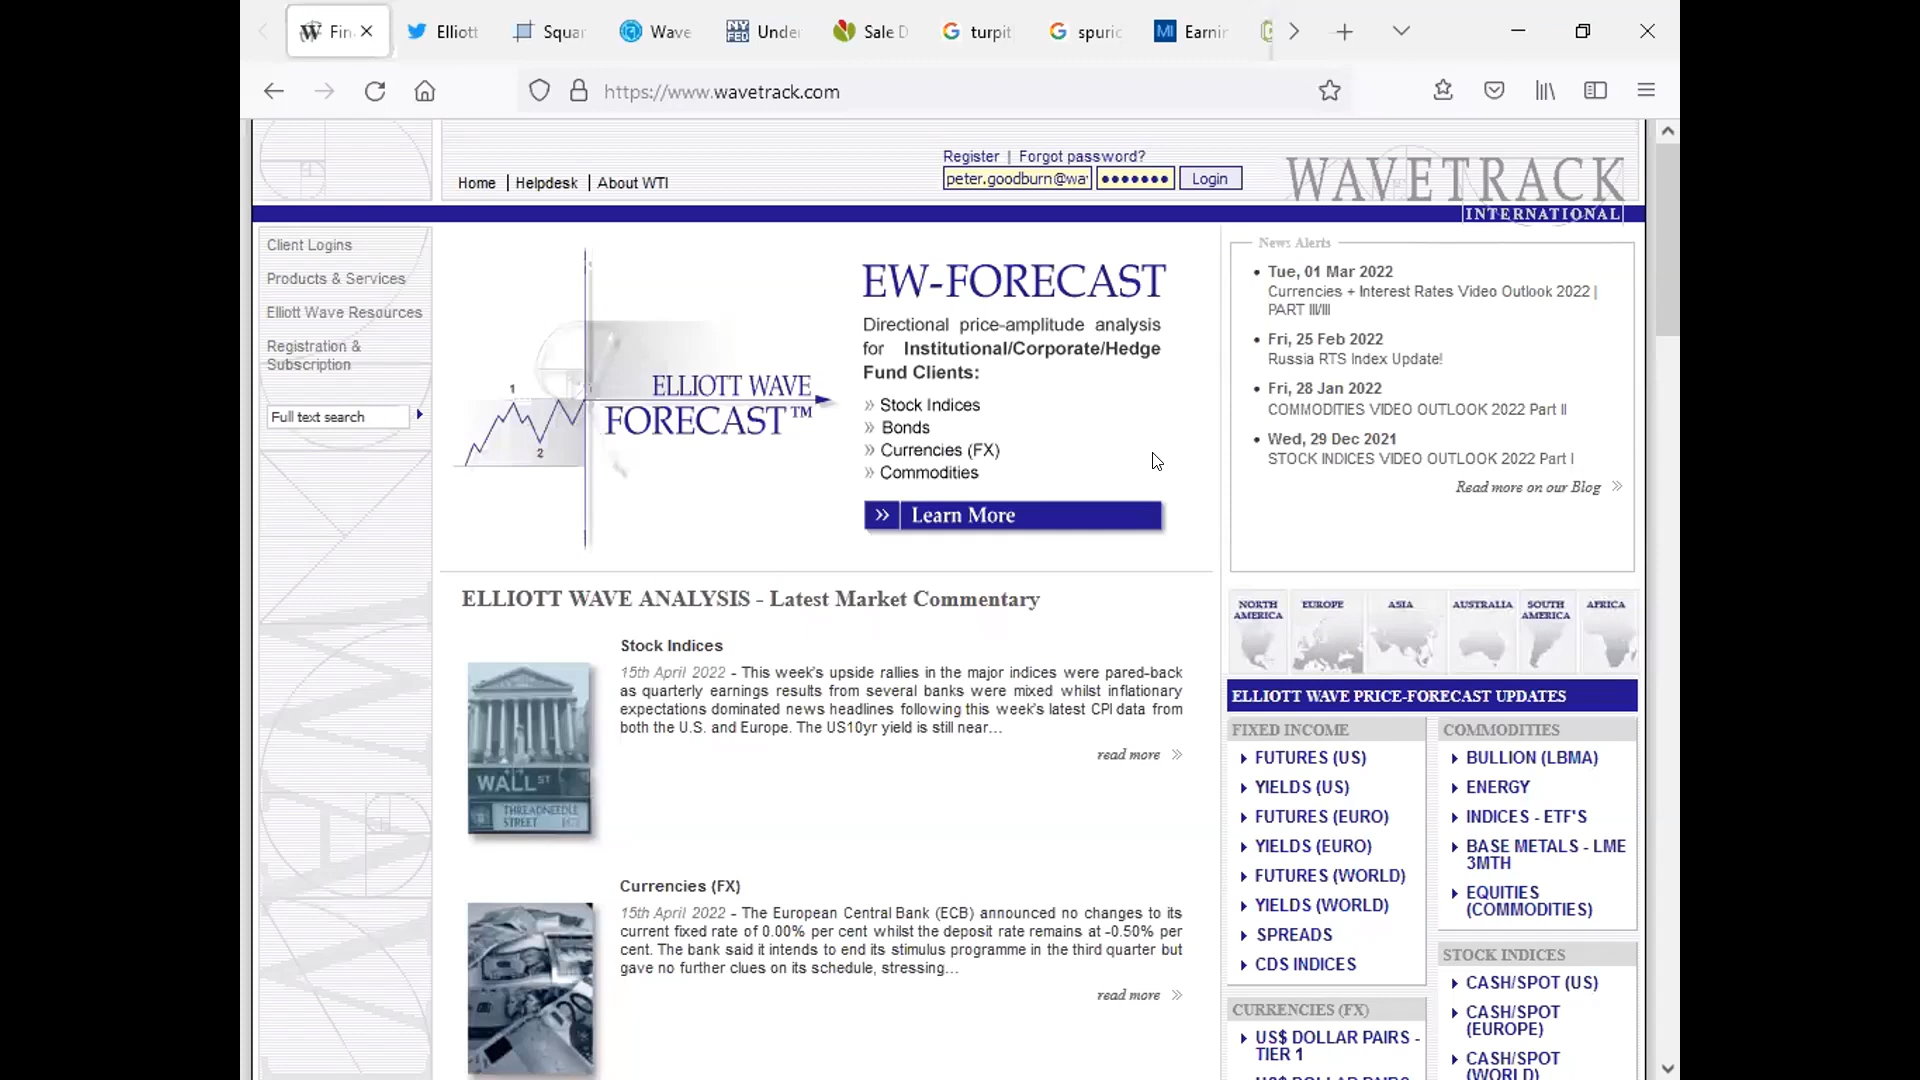 Fin
Elliott
Squar
Wave
NY
FED
Unde
Sale D
turpit
spuric
MI
Earnin
https://www.wavetrack.com
Register | Forgot password?
Home | Helpdesk | About WTI
peter.goodburn@wa
Login
WAVETRACK
INTERNATIONAL
Client Logins
Products & Services
Elliott Wave Resources
Registration &
Subscription
Full text search
1
2
ELLIOTT WAVE
FORECAST™
EW-FORECAST
Directional price-amplitude analysis
for Institutional/Corporate/Hedge
Fund Clients:
» Stock Indices
» Bonds
» Currencies (FX)
» Commodities
» Learn More
News Alerts
• Tue, 01 Mar 2022
Currencies + Interest Rates Video Outlook 2022 |
PART III/III
• Fri, 25 Feb 2022
Russia RTS Index Update!
• Fri, 28 Jan 2022
COMMODITIES VIDEO OUTLOOK 2022 Part II
• Wed, 29 Dec 2021
STOCK INDICES VIDEO OUTLOOK 2022 Part I
Read more on our Blog »
ELLIOTT WAVE ANALYSIS - Latest Market Commentary
Stock Indices
15th April 2022 - This week's upside rallies in the major indices were pared-back
as quarterly earnings results from several banks were mixed whilst inflationary
expectations dominated news headlines following this week's latest CPI data from
both the U.S. and Europe. The US10yr yield is still near...
read more »
WALL ST
THREADNEEDLE
STREET
Currencies (FX)
15th April 2022 - The European Central Bank (ECB) announced no changes to its
current fixed rate of 0.00% per cent whilst the deposit rate remains at -0.50% per
cent. The bank said it intends to end its stimulus programme in the third quarter but
gave no further clues on its schedule, stressing...
read more »
NORTH
AMERICA
EUROPE
ASIA
AUSTRALIA
SOUTH
AMERICA
AFRICA
ELLIOTT WAVE PRICE-FORECAST UPDATES
FIXED INCOME
FUTURES (US)
YIELDS (US)
FUTURES (EURO)
YIELDS (EURO)
FUTURES (WORLD)
YIELDS (WORLD)
SPREADS
CDS INDICES
CURRENCIES (FX)
US$ DOLLAR PAIRS -
TIER 1
US$ DOLLAR PAIRS
COMMODITIES
BULLION (LBMA)
ENERGY
INDICES - ETF'S
BASE METALS - LME
3MTH
EQUITIES
(COMMODITIES)
STOCK INDICES
CASH/SPOT (US)
CASH/SPOT
(EUROPE)
CASH/SPOT
(WORLD)